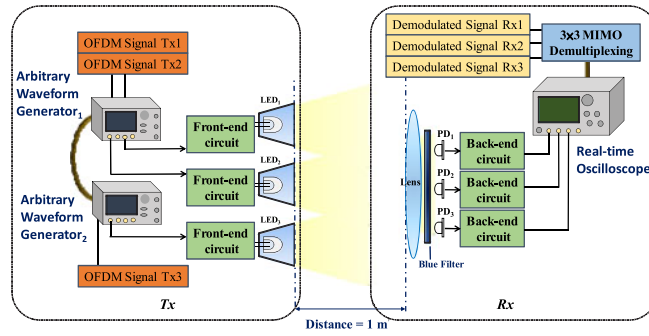 OFDM Signal Tx1
OFDM Signal Tx2
Arbitrary
Waveform
Generator1
Arbitrary
Waveform
Generator2
OFDM Signal Tx3
Front-end
circuit
Front-end
circuit
Front-end
circuit
LED1
LED2
LED3
Tx
Distance = 1 m
Demodulated Signal Rx1
Demodulated Signal Rx2
Demodulated Signal Rx3
3×3 MIMO
Demultiplexing
Real-time
Oscilloscope
Lens
PD1
PD2
PD3
Back-end
circuit
Back-end
circuit
Back-end
circuit
Blue Filter
Rx